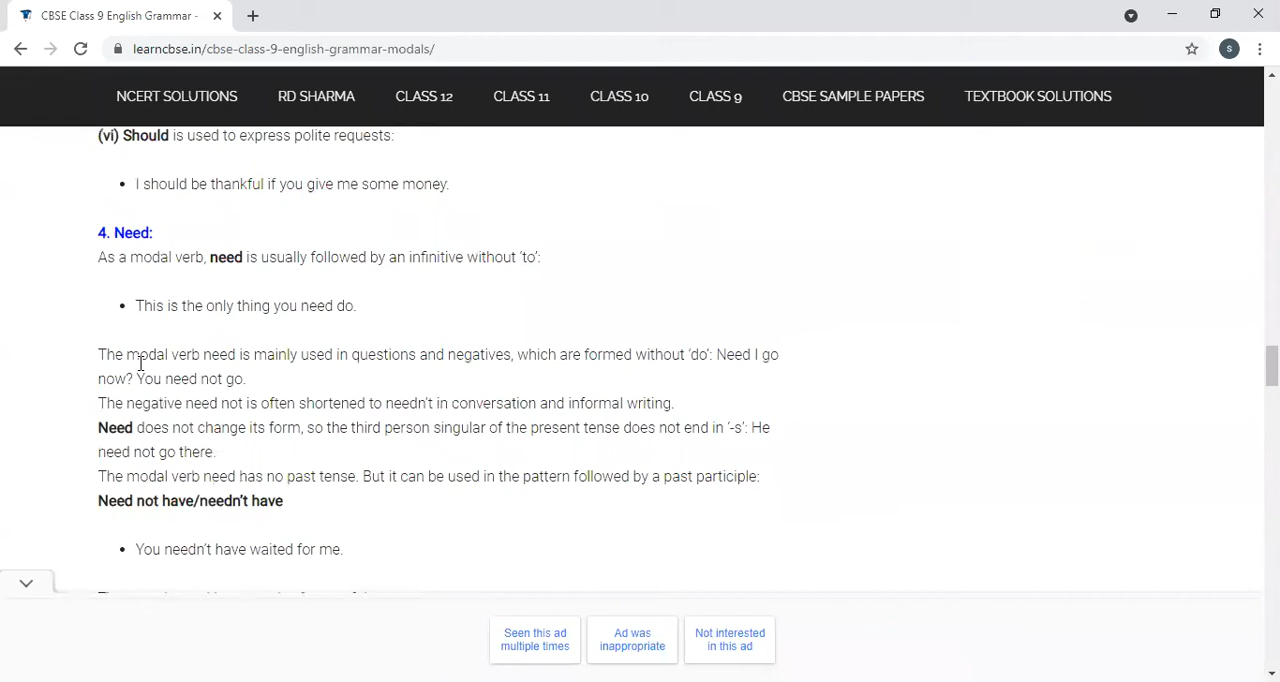 CBSE Class 9 English Grammar -
learncbse.in/cbse-class-9-english-grammar-modals/
S
NCERT SOLUTIONS RD SHARMA CLASS 12 CLASS 11 CLASS 10 CLASS 9 CBSE SAMPLE PAPERS TEXTBOOK SOLUTIONS
(vi) Should is used to express polite requests:
• I should be thankful if you give me some money.
4. Need:
As a modal verb, need is usually followed by an infinitive without ‘to’:
• This is the only thing you need do.
The modal verb need is mainly used in questions and negatives, which are formed without ‘do’: Need I go
now? You need not go.
The negative need not is often shortened to needn’t in conversation and informal writing.
Need does not change its form, so the third person singular of the present tense does not end in ‘-s’: He
need not go there.
The modal verb need has no past tense. But it can be used in the pattern followed by a past participle:
Need not have/needn’t have
• You needn’t have waited for me.
Seen this ad
multiple times
Ad was
inappropriate
Not interested
in this ad